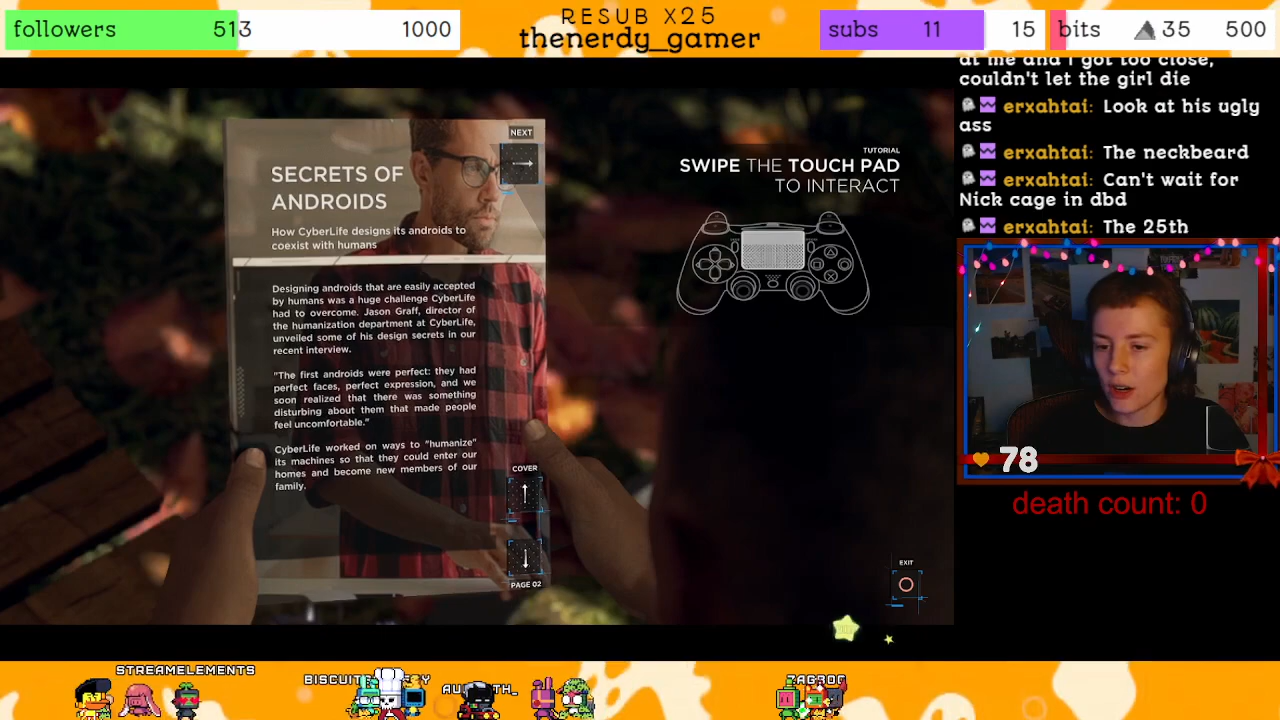 followers 513 1000
RESUB X25
thenerdy_gamer
subs 11 15
bits 35 500
at me and I got too close,
couldn't let the girl die
erxahtai: Look at his ugly
ass
erxahtai: The neckbeard
erxahtai: Can't wait for
Nick cage in dbd
erxahtai: The 25th
NEXT
SECRETS OF
ANDROIDS
How CyberLife designs its androids to
coexist with humans
Designing androids that are easily accepted
by humans was a huge challenge CyberLife
had to overcome. Jason Graff, director of
the humanization department at CyberLife,
unveiled some of his design secrets in our
recent interview.
"The first androids were perfect: they had
perfect faces, perfect expression, and we
soon realized that there was something
disturbing about them that made people
feel uncomfortable."
CyberLife worked on ways to "humanize"
its machines so that they could enter our
homes and become new members of our
family.
COVER
PAGE 02
TUTORIAL
SWIPE THE TOUCH PAD
TO INTERACT
EXIT
78
death count: 0
STREAMELEMENTS